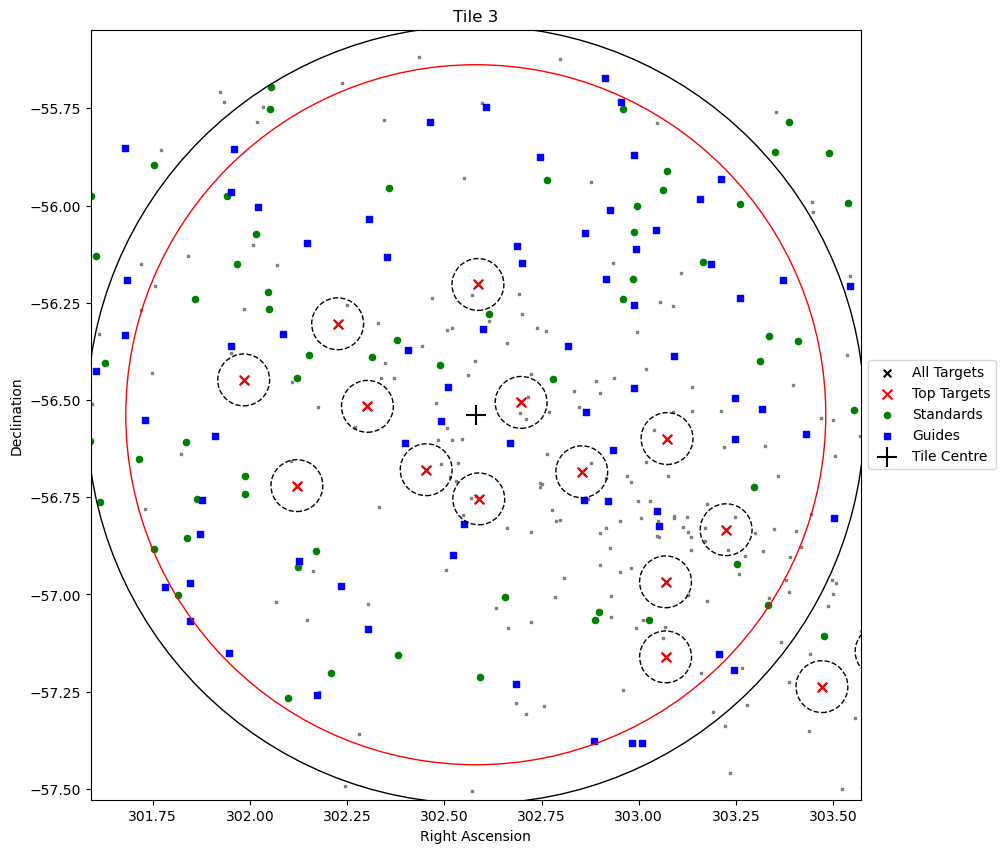 Tile 3
Declination
−55.75
−56.00
−56.25
−56.50
−56.75
−57.00
−57.25
−57.50
301.75 302.00 302.25 302.50 302.75 303.00 303.25 303.50
Right Ascension
All Targets
Top Targets
Standards
Guides
Tile Centre